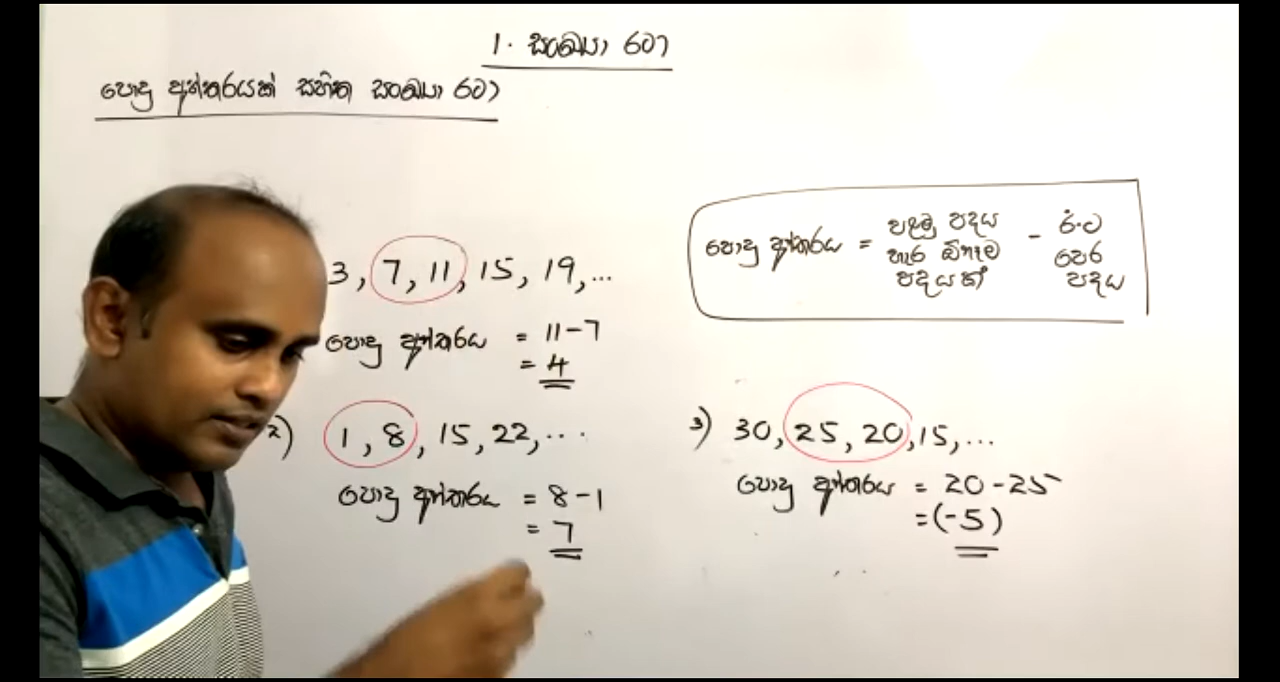 1. සංඛ්‍යා රටා
පොදු අන්තරයක් සහිත සංඛ්‍යා රටා
3, 7, 11, 15, 19, ...
පොදු අන්තරය = 11 - 7
= 4
2) 1, 8, 15, 22, ...
පොදු අන්තරය = 8 - 1
= 7
පොදු අන්තරය = පළමු පදය හැර ඕනෑම පදයක් - ඊට පෙර පදය
3) 30, 25, 20, 15, ...
පොදු අන්තරය = 20 - 25
= (-5)